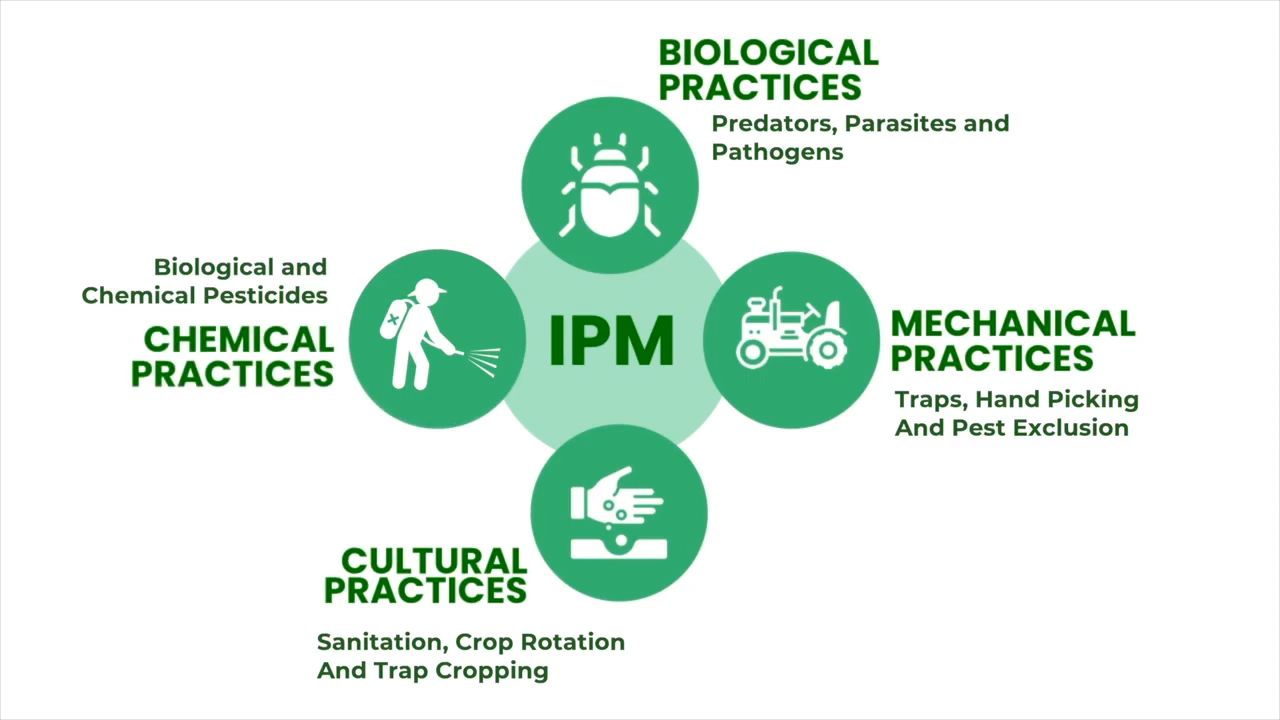 BIOLOGICAL
PRACTICES
Predators, Parasites and
Pathogens
Biological and
Chemical Pesticides
CHEMICAL
PRACTICES
IPM
MECHANICAL
PRACTICES
Traps, Hand Picking
And Pest Exclusion
CULTURAL
PRACTICES
Sanitation, Crop Rotation
And Trap Cropping